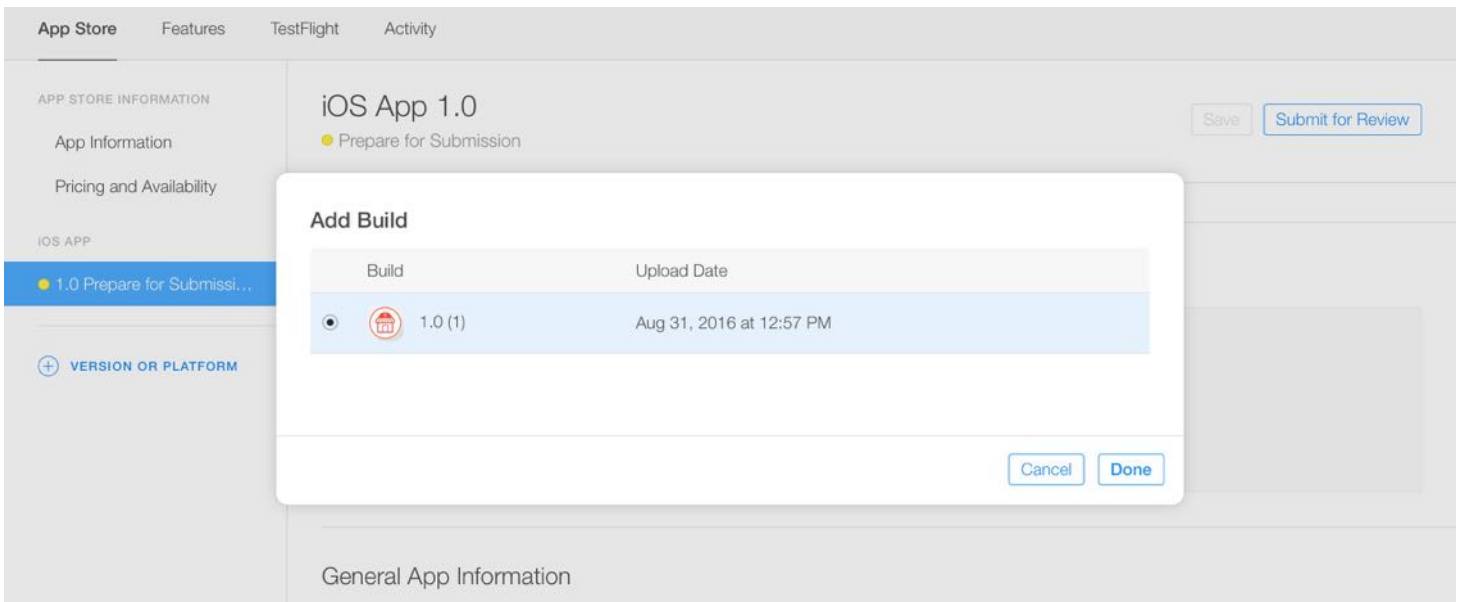 App Store Features TestFlight Activity
APP STORE INFORMATION
App Information
Pricing and Availability
iOS APP
1.0 Prepare for Submissi...
VERSION OR PLATFORM
iOS App 1.0
Prepare for Submission
Save Submit for Review
Add Build
Build Upload Date
1.0 (1) Aug 31, 2016 at 12:57 PM
Cancel Done
General App Information